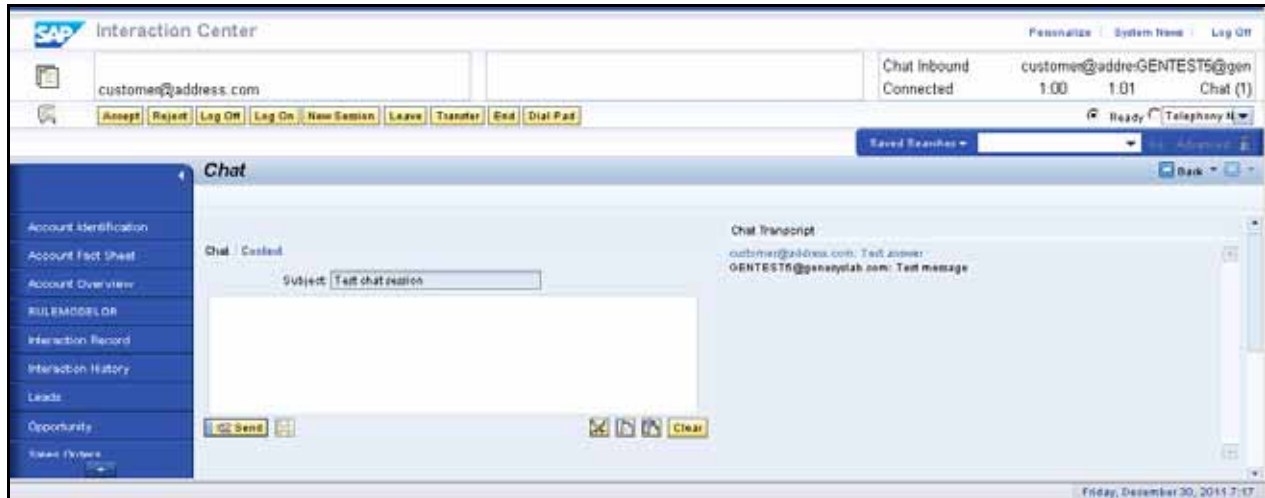 SAP Interaction Center
Personalize System News Log Off
Chat Inbound customer@addre:GENTEST5@gen
customer@address.com
Connected 1:00 1:01 Chat (1)
Accept Reject Log Off Log On New Session Leave Transfer End Dial Pad
Ready Telephony
Saved Searches Advanced
Chat
Back
Account Identification
Chat Transcript
Account Fact Sheet
Chat Context
customer@address.com: Test answer
GENTEST5@genesyslab.com: Test message
Account Overview
Subject: Test chat session
RULEMODELOR
Interaction Record
Interaction History
Leads
Opportunity
Send
Clear
Sales Orders
Friday, December 30, 2011 7:17